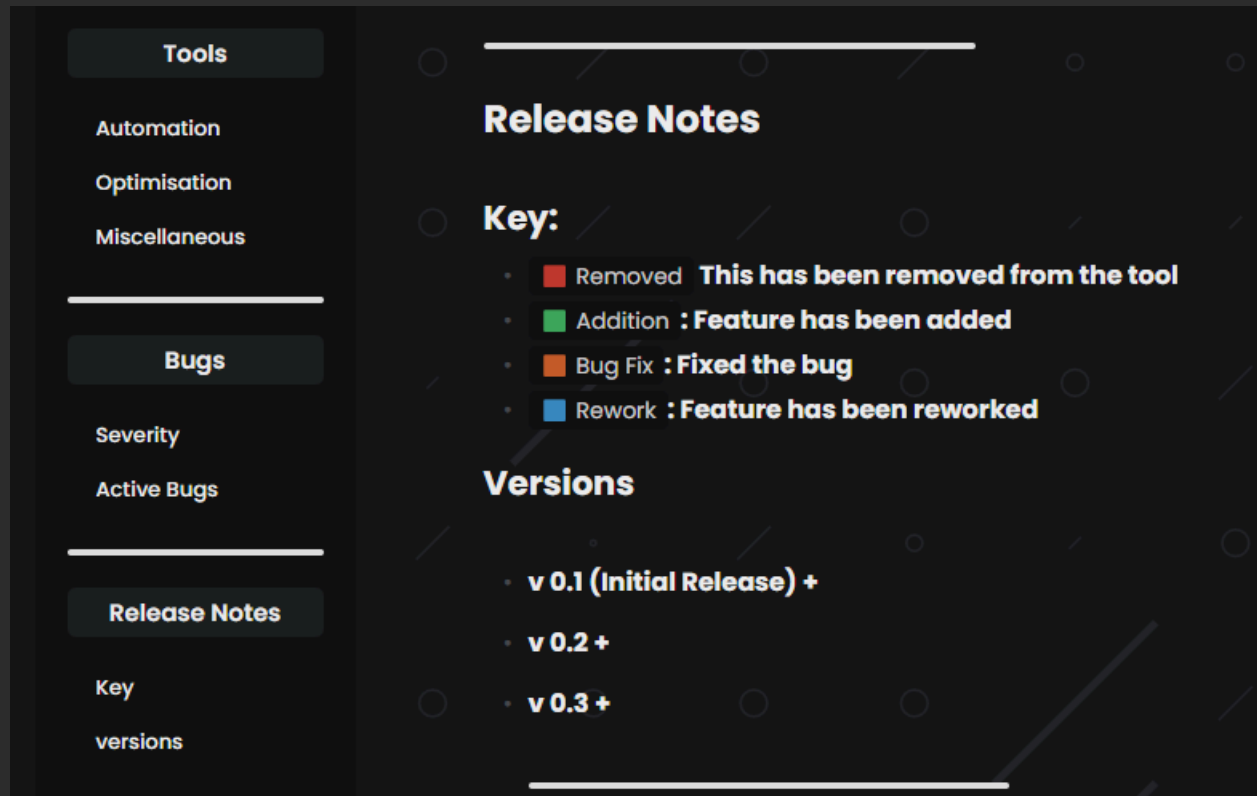 Tools
Automation
Optimisation
Miscellaneous
Bugs
Severity
Active Bugs
Release Notes
Key
versions
Release Notes
Key:
Removed This has been removed from the tool
Addition : Feature has been added
Bug Fix : Fixed the bug
Rework : Feature has been reworked
Versions
v 0.1 (Initial Release) +
v 0.2 +
v 0.3 +